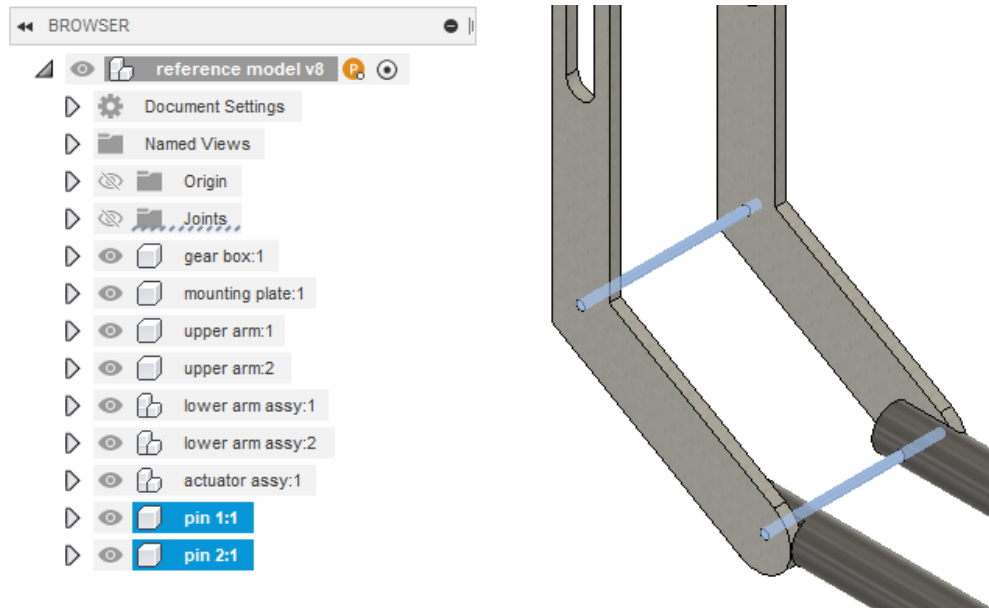 BROWSER
reference model v8 P
Document Settings
Named Views
Origin
Joints
gear box:1
mounting plate:1
upper arm:1
upper arm:2
lower arm assy:1
lower arm assy:2
actuator assy:1
pin 1:1
pin 2:1